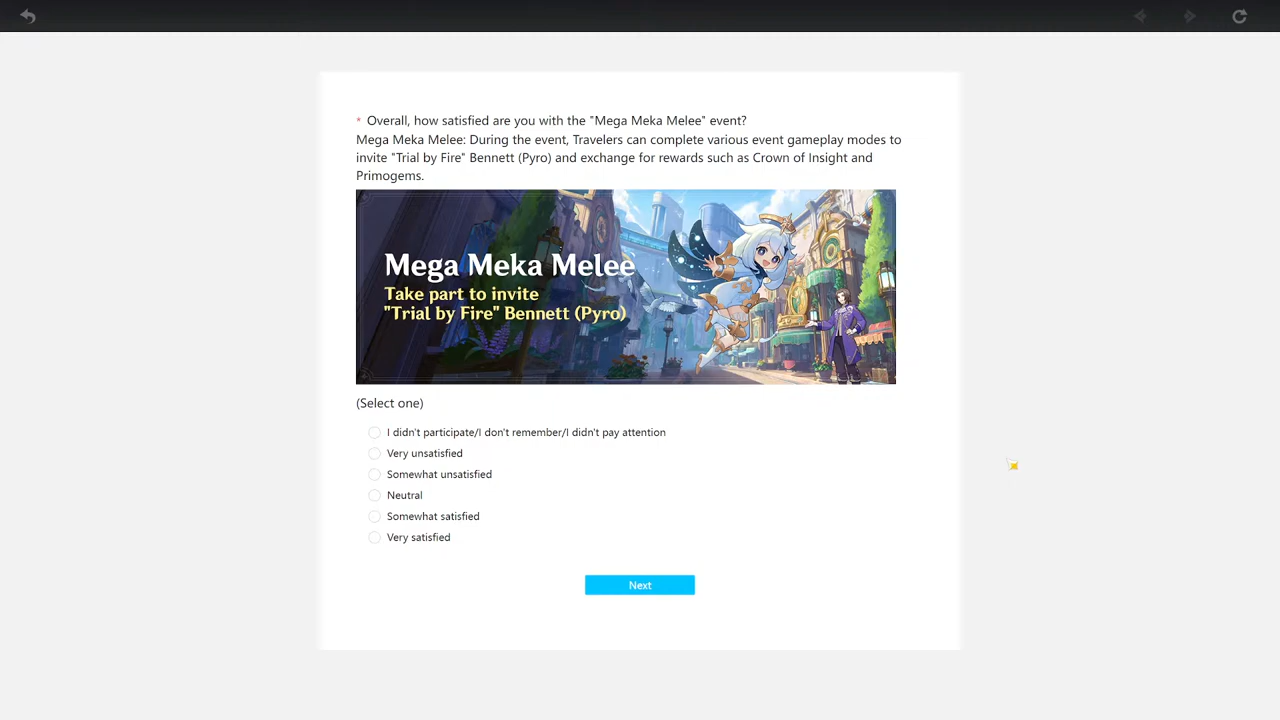 * Overall, how satisfied are you with the "Mega Meka Melee" event?
Mega Meka Melee: During the event, Travelers can complete various event gameplay modes to
invite "Trial by Fire" Bennett (Pyro) and exchange for rewards such as Crown of Insight and
Primogems.
Mega Meka Melee
Take part to invite
"Trial by Fire" Bennett (Pyro)
(Select one)
I didn't participate/I don't remember/I didn't pay attention
Very unsatisfied
Somewhat unsatisfied
Neutral
Somewhat satisfied
Very satisfied
Next